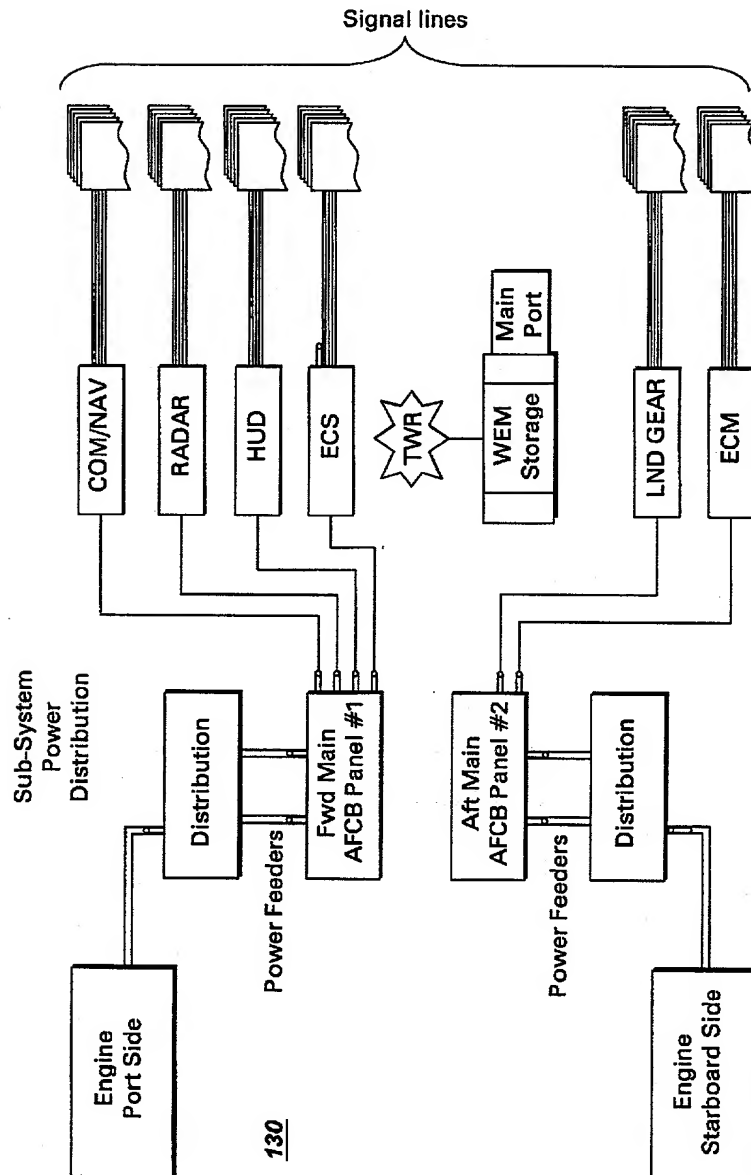 Signal lines
COM/NAV
RADAR
HUD
ECS
TWR
WEM
Storage
Main
Port
LND GEAR
ECM
Sub-System
Power
Distribution
Distribution
Fwd Main
AFCB Panel #1
Power Feeders
Aft Main
AFCB Panel #2
Power Feeders
Distribution
Engine
Port Side
130
Engine
Starboard Side